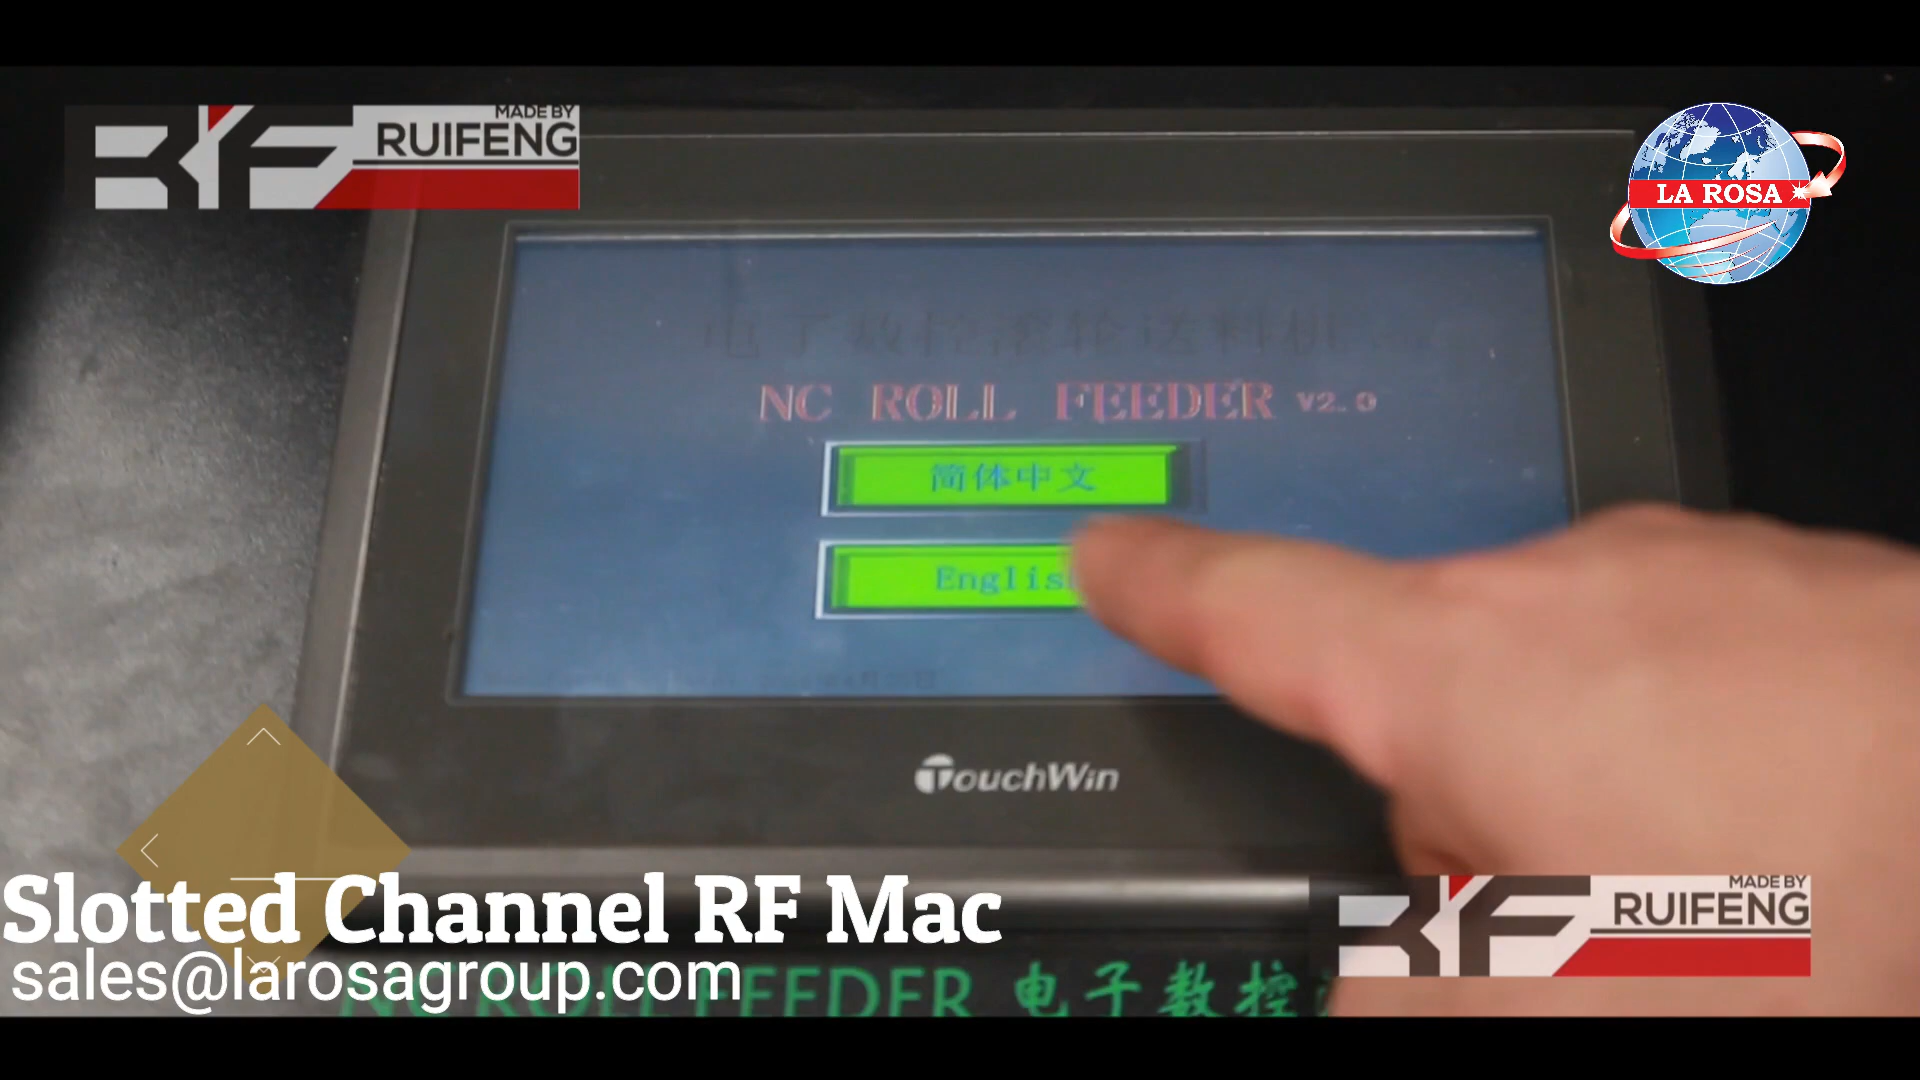 MADE BY
RUIFENG
LA ROSA
电子数控滚轮送料机
NC ROLL FEEDER V2.0
简体中文
English
TouchWin
Slotted Channel RF Mac
sales@larosagroup.com
NC ROLL FEEDER 电子数控
MADE BY
RUIFENG